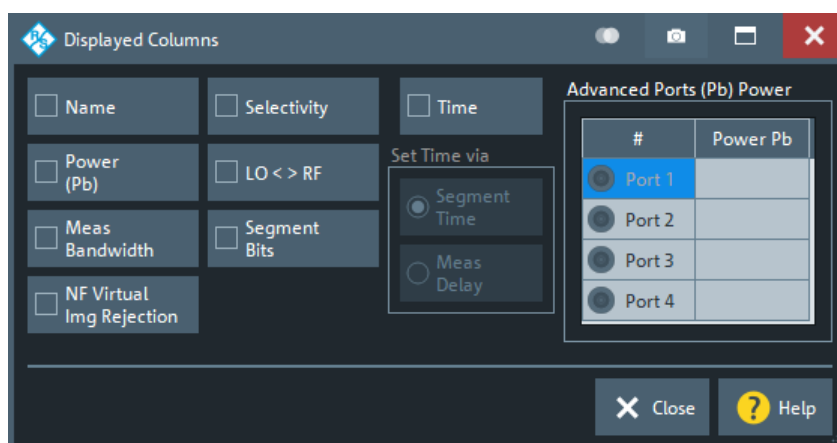 R&S
Displayed Columns
Name
Selectivity
Time
Power
(Pb)
LO < > RF
Meas
Bandwidth
Segment
Bits
NF Virtual
Img Rejection
Set Time via
Segment
Time
Meas
Delay
Advanced Ports (Pb) Power
# Power Pb
Port 1
Port 2
Port 3
Port 4
Close
? Help